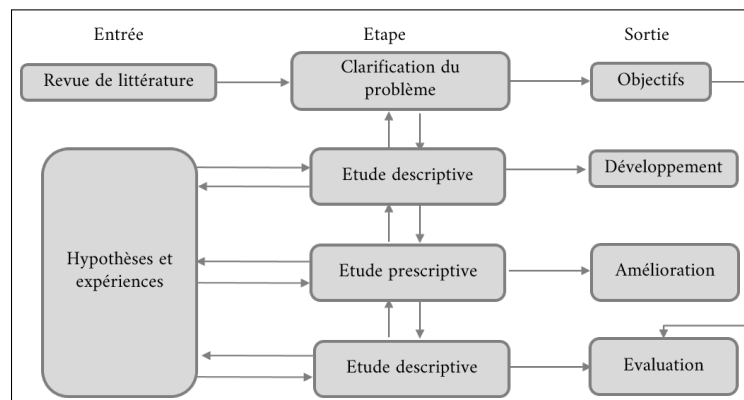 Entrée
Etape
Sortie
Revue de littérature
Clarification du
problème
Objectifs
Etude descriptive
Développement
Hypothèses et
expériences
Etude prescriptive
Amélioration
Etude descriptive
Evaluation